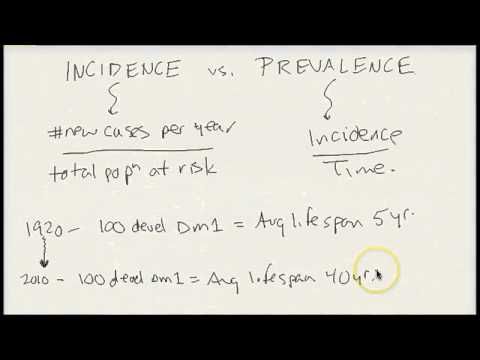 INCIDENCE vs. PREVALENCE
#new cases per year
total popⁿ at risk
Incidence
Time.
1920 - 100 devel Dm1 = Avg lifespan 5yr.
2010 - 100 devel Dm1 = Avg lifespan 40yr.